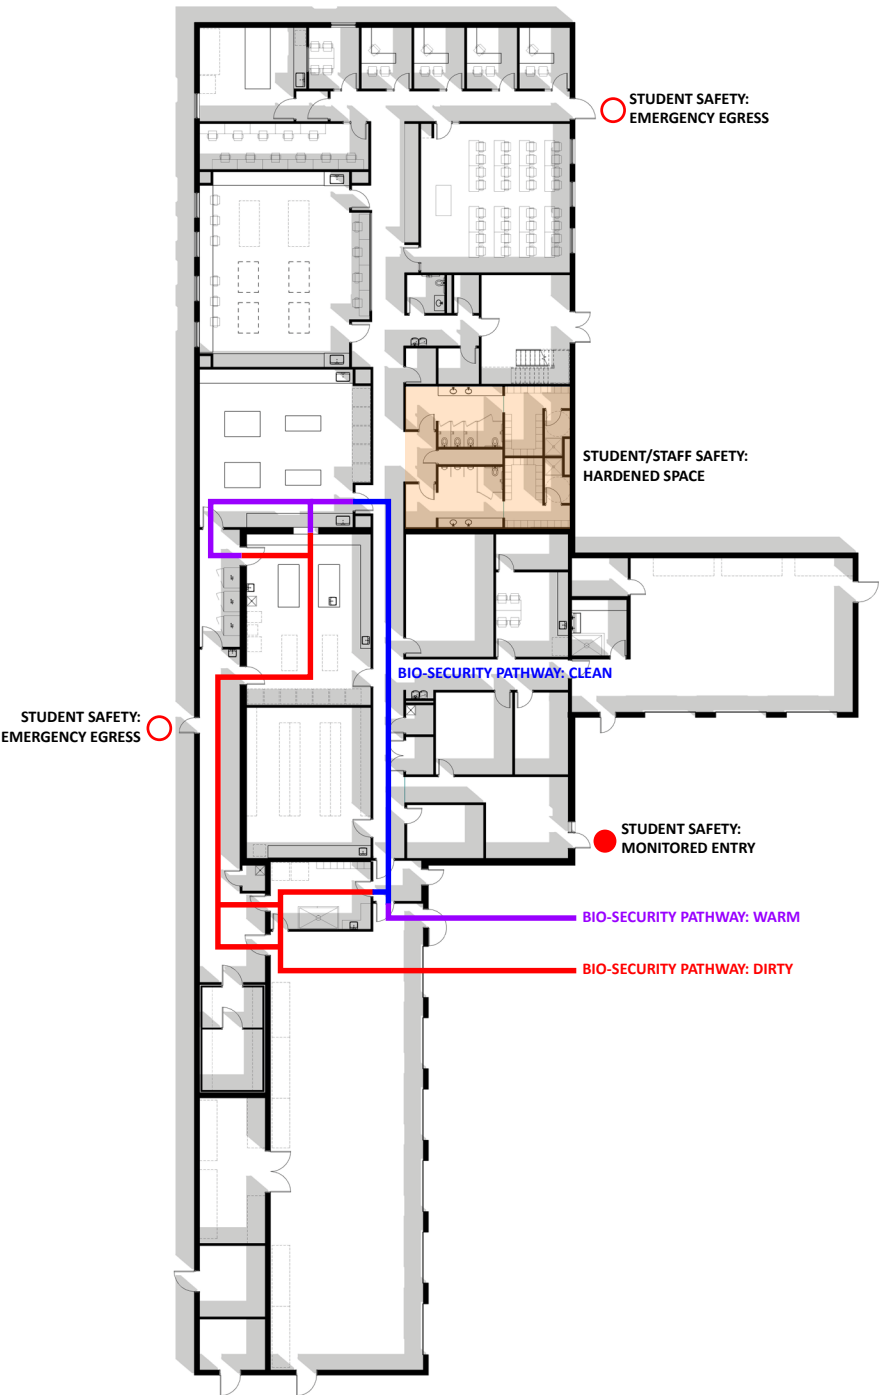 STUDENT SAFETY:
EMERGENCY EGRESS
STUDENT/STAFF SAFETY:
HARDENED SPACE
BIO-SECURITY PATHWAY: CLEAN
STUDENT SAFETY:
EMERGENCY EGRESS
STUDENT SAFETY:
MONITORED ENTRY
BIO-SECURITY PATHWAY: WARM
BIO-SECURITY PATHWAY: DIRTY